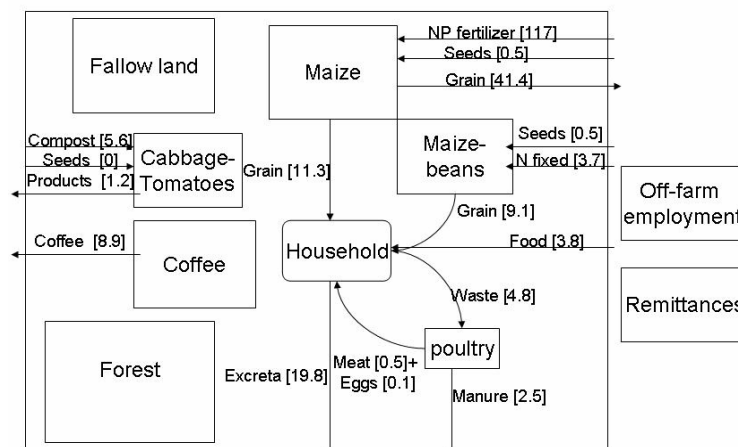 NP fertilizer [117]
Seeds [0.5]
Grain [41.4]
Fallow land
Maize
Compost [5.6]
Seeds [0]
Products [1.2]
Cabbage-
Tomatoes
Grain [11.3]
Maize-
beans
Seeds [0.5]
N fixed [3.7]
Off-farm
employment
Grain [9.1]
Coffee [8.9]
Coffee
Household
Food [3.8]
Waste [4.8]
Remittances
Forest
Excreta [19.8]
Meat [0.5]+
Eggs [0.1]
poultry
Manure [2.5]